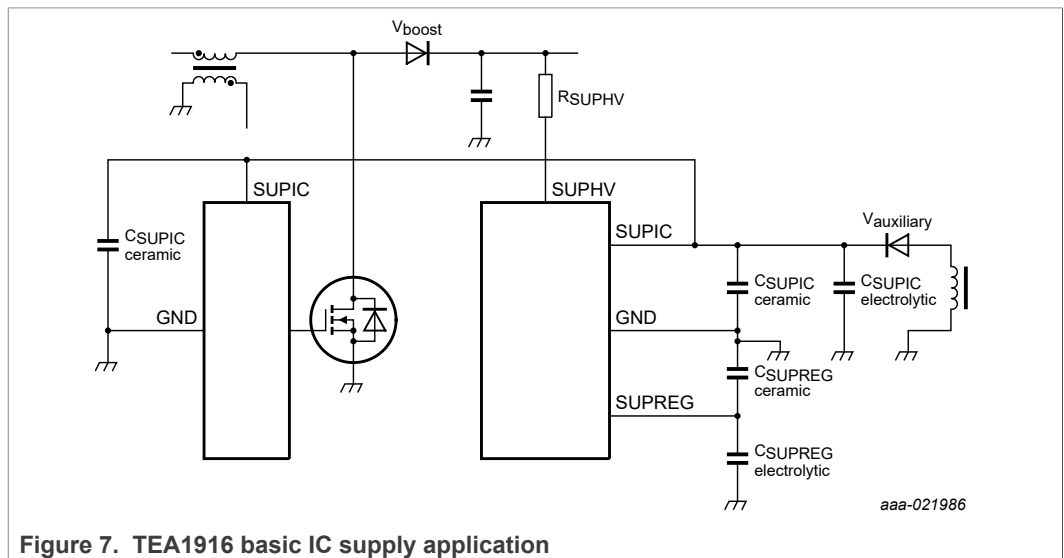 Vboost
RSUPHV
SUPIC
SUPHV
SUPIC
Vauxiliary
CSUPIC
ceramic
CSUPIC
ceramic
CSUPIC
electrolytic
GND
GND
CSUPREG
ceramic
SUPREG
CSUPREG
electrolytic
aaa-021986
Figure 7. TEA1916 basic IC supply application